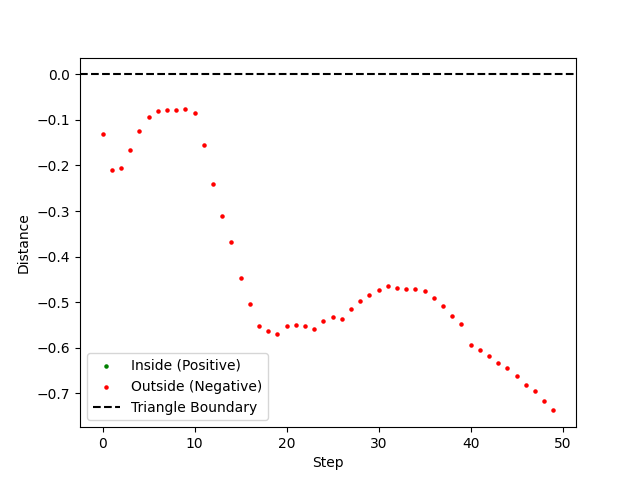 0.0
−0.1
−0.2
−0.3
−0.4
−0.5
−0.6
−0.7
Distance
Inside (Positive)
Outside (Negative)
Triangle Boundary
0 10 20 30 40 50
Step